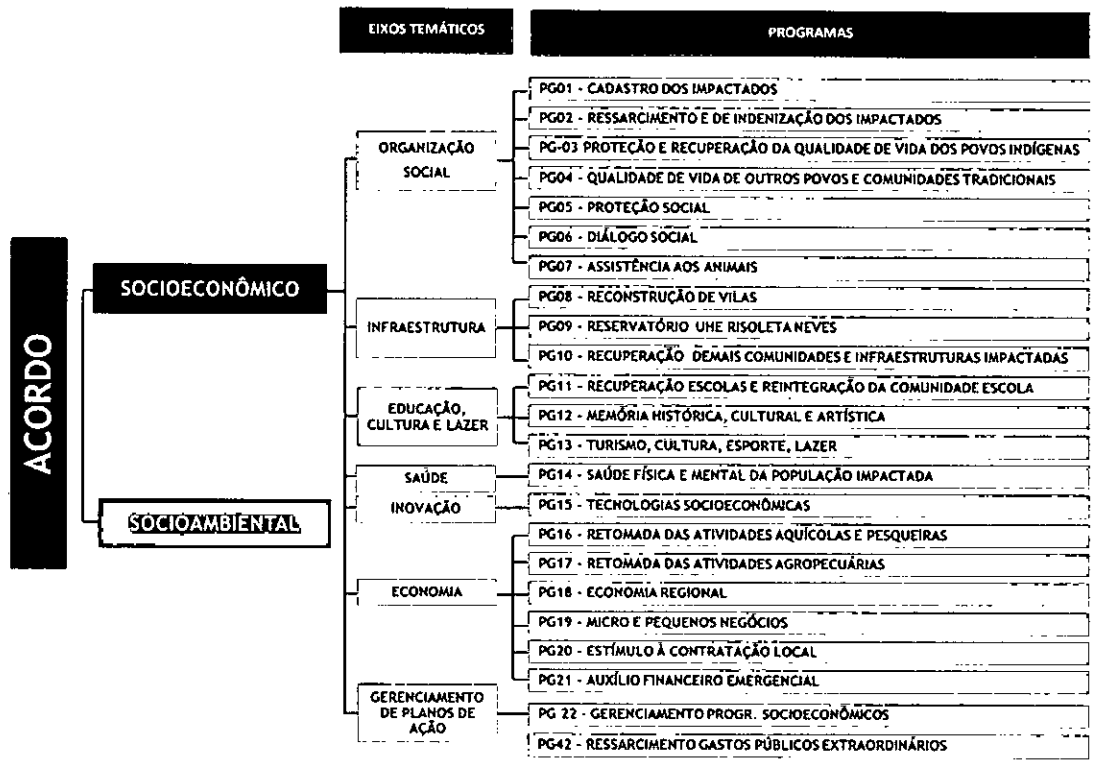 EIXOS TEMÁTICOS
PROGRAMAS
ACORDO
SOCIOECONÔMICO
SOCIOAMBIENTAL
ORGANIZAÇÃO
SOCIAL
PG01 - CADASTRO DOS IMPACTADOS
PG02 - RESSARCIMENTO E DE INDENIZAÇÃO DOS IMPACTADOS
PG-03 PROTEÇÃO E RECUPERAÇÃO DA QUALIDADE DE VIDA DOS POVOS INDÍGENAS
PG04 - QUALIDADE DE VIDA DE OUTROS POVOS E COMUNIDADES TRADICIONAIS
PG05 - PROTEÇÃO SOCIAL
PG06 - DIÁLOGO SOCIAL
PG07 - ASSISTÊNCIA AOS ANIMAIS
INFRAESTRUTURA
PG08 - RECONSTRUÇÃO DE VILAS
PG09 - RESERVATÓRIO UHE RISOLETA NEVES
PG10 - RECUPERAÇÃO DEMAIS COMUNIDADES E INFRAESTRUTURAS IMPACTADAS
EDUCAÇÃO,
CULTURA E LAZER
PG11 - RECUPERAÇÃO ESCOLAS E REINTEGRAÇÃO DA COMUNIDADE ESCOLA
PG12 - MEMÓRIA HISTÓRICA, CULTURAL E ARTÍSTICA
PG13 - TURISMO, CULTURA, ESPORTE, LAZER
SAÚDE
PG14 - SAÚDE FÍSICA E MENTAL DA POPULAÇÃO IMPACTADA
INOVAÇÃO
PG15 - TECNOLOGIAS SOCIOECONÔMICAS
ECONOMIA
PG16 - RETOMADA DAS ATIVIDADES AQUÍCOLAS E PESQUEIRAS
PG17 - RETOMADA DAS ATIVIDADES AGROPECUÁRIAS
PG18 - ECONOMIA REGIONAL
PG19 - MICRO E PEQUENOS NEGÓCIOS
PG20 - ESTÍMULO À CONTRATAÇÃO LOCAL
PG21 - AUXÍLIO FINANCEIRO EMERGENCIAL
GERENCIAMENTO
DE PLANOS DE
AÇÃO
PG 22 - GERENCIAMENTO PROGR. SOCIOECONÔMICOS
PG42 - RESSARCIMENTO GASTOS PÚBLICOS EXTRAORDINÁRIOS